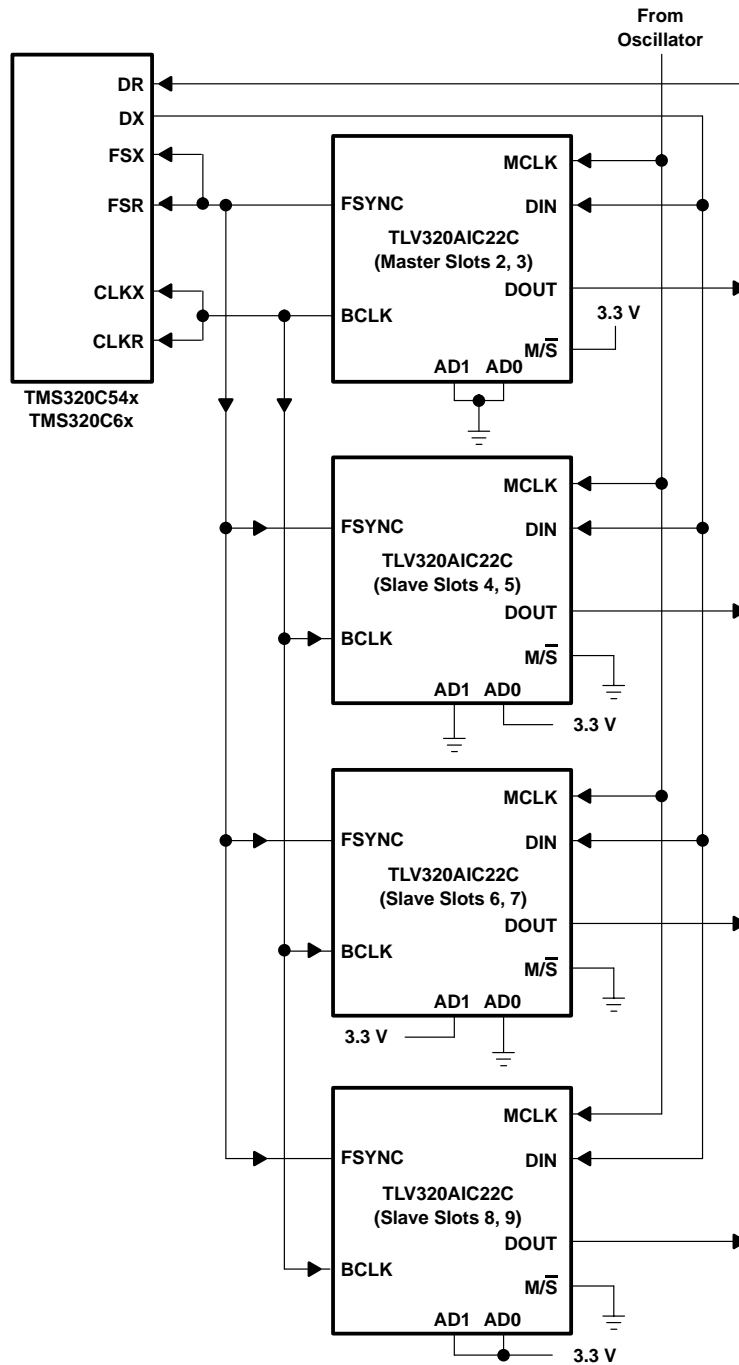 From
Oscillator
DR
DX
FSX
FSR
CLKX
CLKR
TMS320C54x
TMS320C6x
MCLK
FSYNC
DIN
TLV320AIC22C
(Master Slots 2, 3)
DOUT
BCLK
3.3 V
M/S̅
AD1 AD0
MCLK
FSYNC
DIN
TLV320AIC22C
(Slave Slots 4, 5)
DOUT
BCLK
M/S̅
AD1 AD0
3.3 V
MCLK
FSYNC
DIN
TLV320AIC22C
(Slave Slots 6, 7)
DOUT
BCLK
M/S̅
AD1 AD0
3.3 V
MCLK
FSYNC
DIN
TLV320AIC22C
(Slave Slots 8, 9)
DOUT
BCLK
M/S̅
AD1 AD0
3.3 V